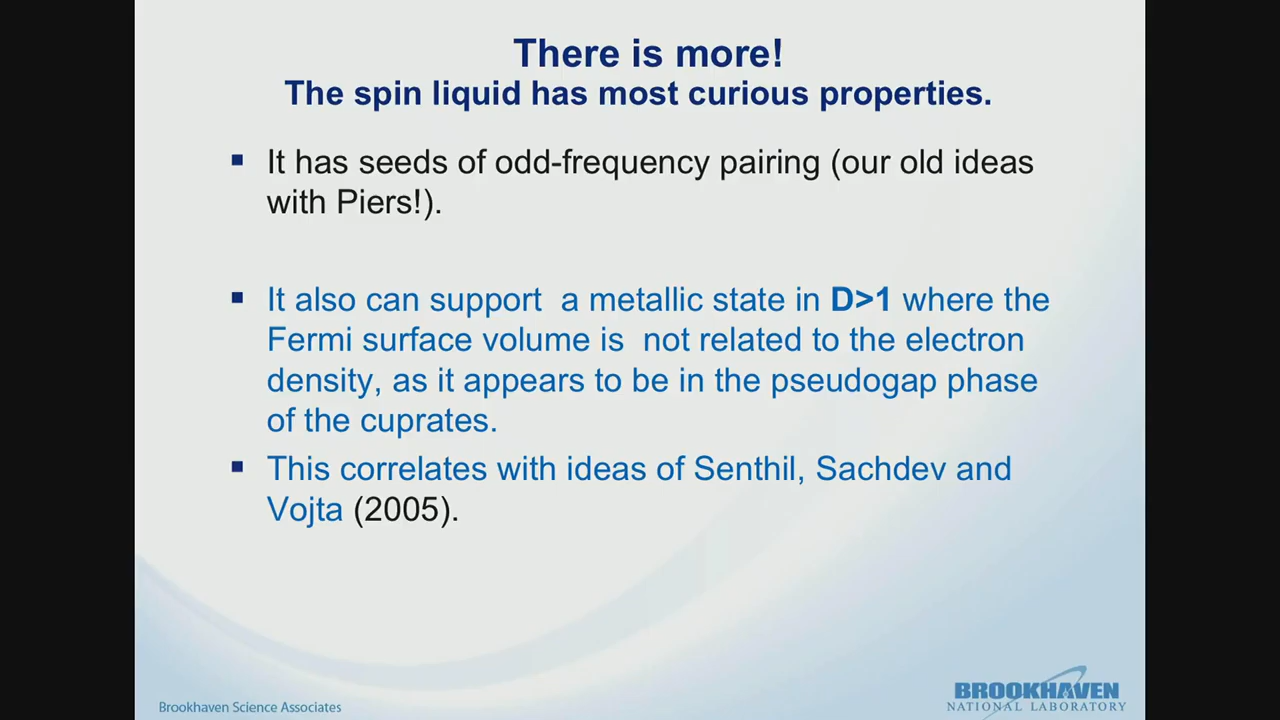 There is more!
The spin liquid has most curious properties.
▪ It has seeds of odd-frequency pairing (our old ideas
with Piers!).
▪ It also can support a metallic state in D>1 where the
Fermi surface volume is not related to the electron
density, as it appears to be in the pseudogap phase
of the cuprates.
▪ This correlates with ideas of Senthil, Sachdev and
Vojta (2005).
Brookhaven Science Associates
BROOKHAVEN
NATIONAL LABORATORY